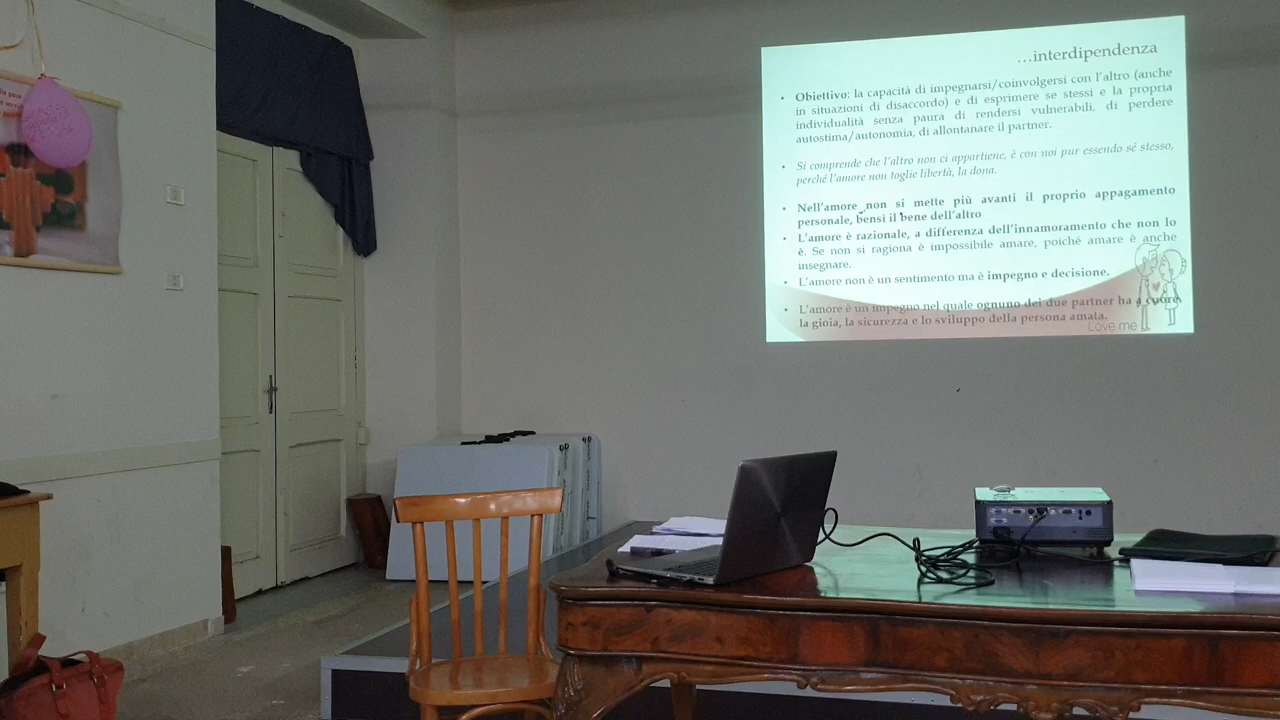 …interdipendenza
• Obiettivo: la capacità di impegnarsi/coinvolgersi con l'altro (anche
in situazioni di disaccordo) e di esprimere se stessi e la propria
individualità senza paura di rendersi vulnerabili, di perdere
autostima/autonomia, di allontanare il partner.
• Si comprende che l'altro non ci appartiene, è con noi pur essendo sé stesso,
perché l'amore non toglie libertà, la dona.
• Nell'amore non si mette più avanti il proprio appagamento
personale, bensì il bene dell'altro
• L'amore è razionale, a differenza dell'innamoramento che non lo
è. Se non si ragiona è impossibile amare, poiché amare è anche
insegnare.
• L'amore non è un sentimento ma è impegno e decisione.
• L'amore è un impegno nel quale ognuno dei due partner ha a cuore
la gioia, la sicurezza e lo sviluppo della persona amata.
Love me